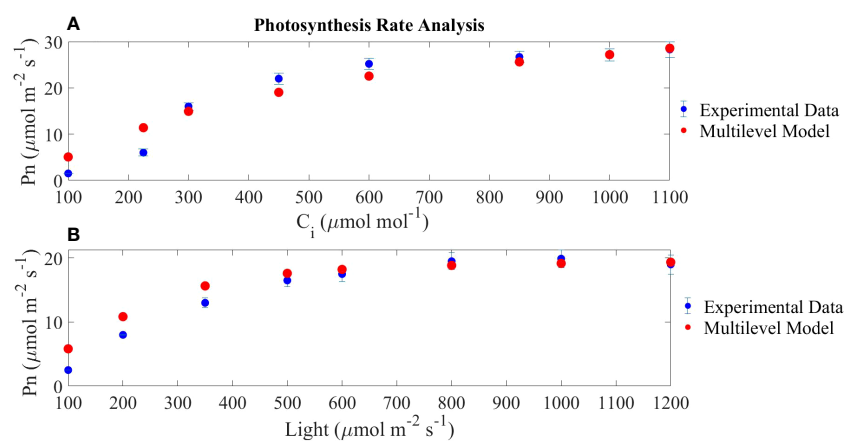 A
Photosynthesis Rate Analysis
Pn (μmol m⁻² s⁻¹)
30
20
10
0
100 200 300 400 500 600 700 800 900 1000 1100
Cᵢ (μmol mol⁻¹)
Experimental Data
Multilevel Model
B
Pn (μmol m⁻² s⁻¹)
20
10
0
100 200 300 400 500 600 700 800 900 1000 1100 1200
Light (μmol m⁻² s⁻¹)
Experimental Data
Multilevel Model